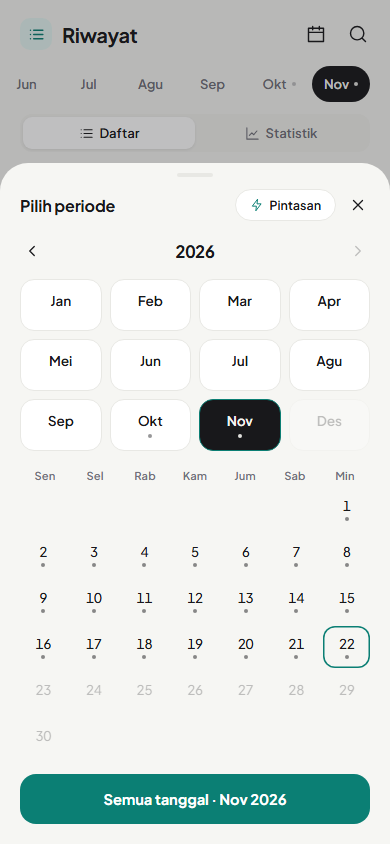 Riwayat
Jun Jul Agu Sep Okt Nov
Daftar Statistik
Pilih periode Pintasan
2026
Jan Feb Mar Apr
Mei Jun Jul Agu
Sep Okt Nov Des
Sen Sel Rab Kam Jum Sab Min
1
2 3 4 5 6 7 8
9 10 11 12 13 14 15
16 17 18 19 20 21 22
23 24 25 26 27 28 29
30
Semua tanggal · Nov 2026